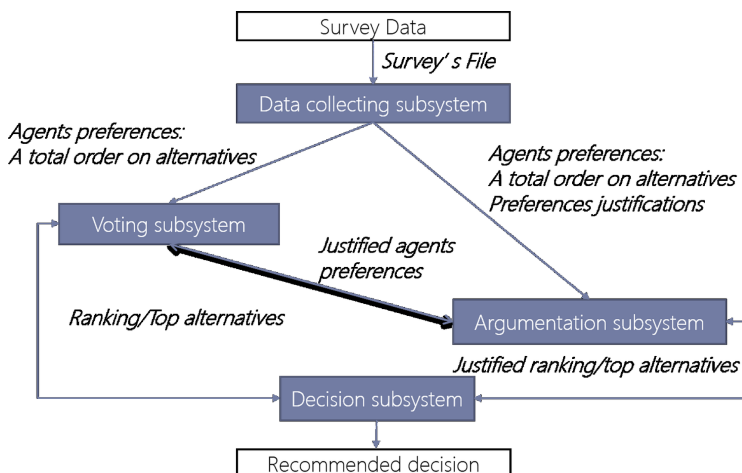 Survey Data
Survey's File
Data collecting subsystem
Agents preferences:
A total order on alternatives
Agents preferences:
A total order on alternatives
Preferences justifications
Voting subsystem
Justified agents
preferences
Ranking/Top alternatives
Argumentation subsystem
Justified ranking/top alternatives
Decision subsystem
Recommended decision